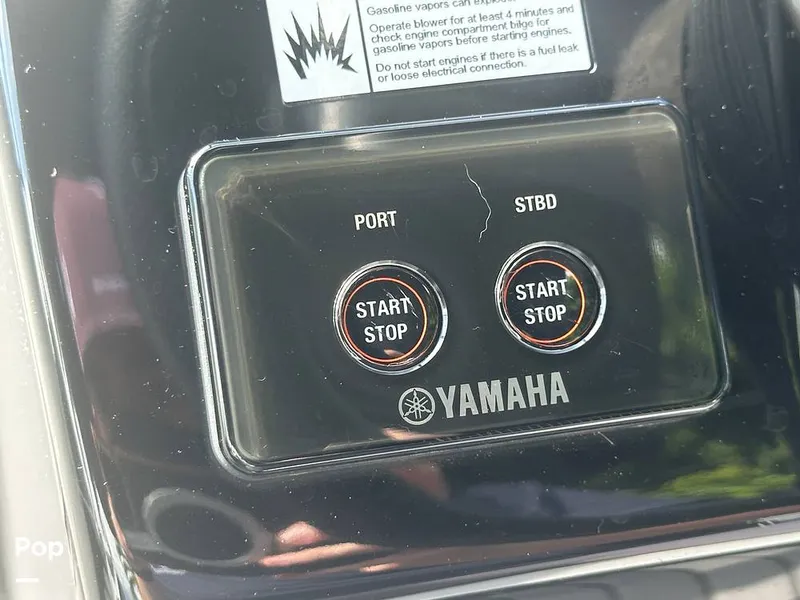 Gasoline vapors can
Operate blower for at least 4 minutes and
check engine compartment bilge for
gasoline vapors before starting engines.
Do not start engines if there is a fuel leak
or loose electrical connection.
PORT
STBD
START
STOP
START
STOP
YAMAHA
Pop